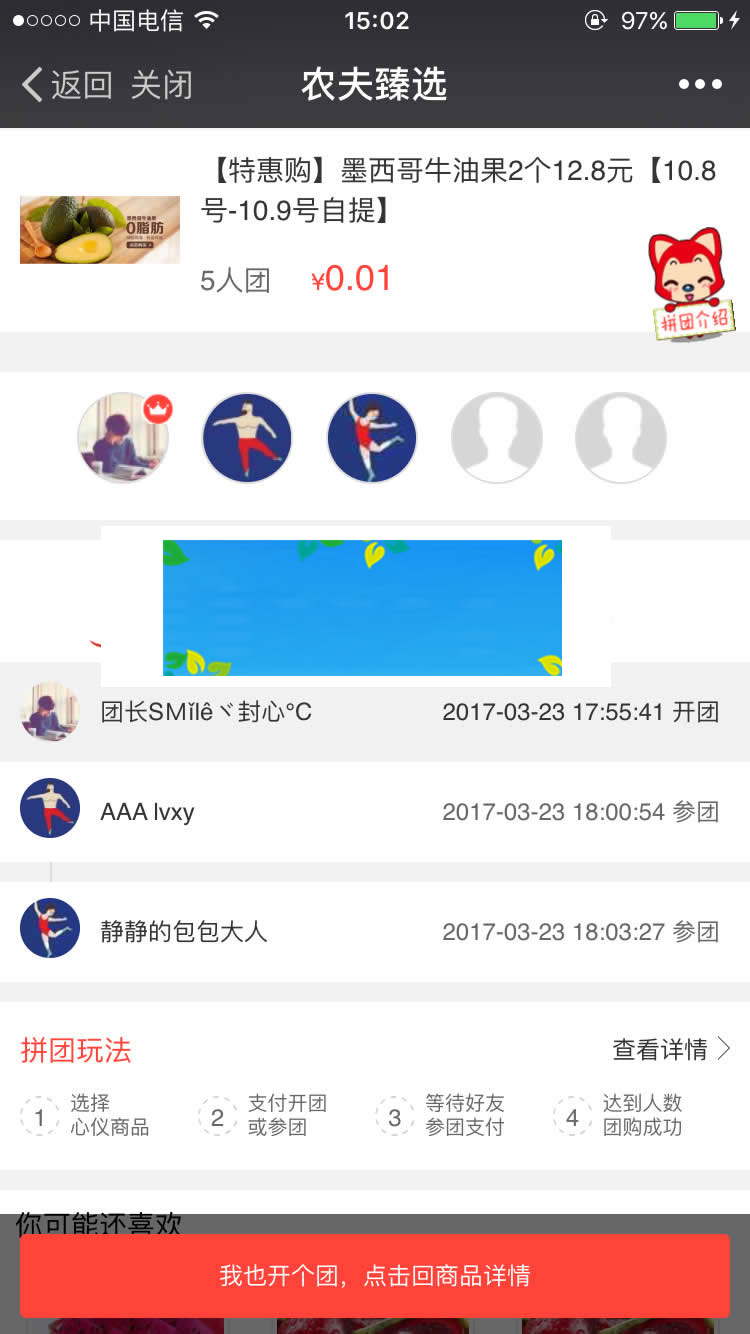 中国电信 15:02 97%
返回 关闭 农夫臻选
【特惠购】墨西哥牛油果2个12.8元【10.8
号-10.9号自提】
0脂肪
5人团 ¥0.01
拼团介绍
团长SMǐlêヾ封心°C 2017-03-23 17:55:41 开团
AAA lvxy 2017-03-23 18:00:54 参团
静静的包包大人 2017-03-23 18:03:27 参团
拼团玩法 查看详情
1 选择 2 支付开团 3 等待好友 4 达到人数
心仪商品 或参团 参团支付 团购成功
你可能还喜欢
我也开个团，点击回商品详情